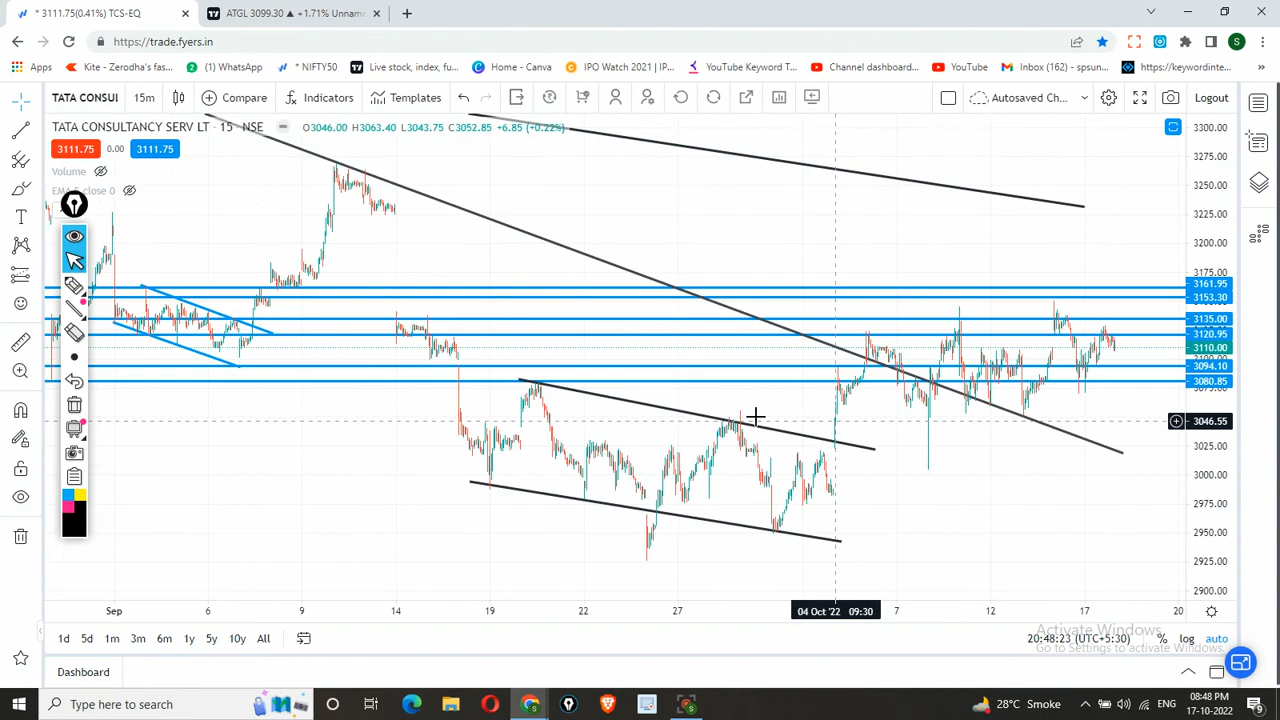 * 3111.75(0.41%) TCS-EQ
ATGL 3099.30 ▲ +1.71% Unnam
https://trade.fyers.in
Apps
Kite - Zerodha's fas...
(1) WhatsApp
* NIFTY50
Live stock, index, fu...
Home - Canva
IPO Watch 2021 | IP...
YouTube Keyword T...
Channel dashboard...
YouTube
Inbox (162) - spsun...
https://keywordinte...
TATA CONSUI
15m
Compare
Indicators
Templates
Autosaved Ch...
Logout
TATA CONSULTANCY SERV LT · 15 · NSE
O3046.00 H3063.40 L3043.75 C3052.85 +6.85 (+0.22%)
3111.75 0.00 3111.75
Volume
EMA 5 close 0
3300.00
3275.00
3250.00
3225.00
3200.00
3175.00
3161.95
3153.30
3135.00
3120.95
3110.00
3094.10
3080.85
3046.55
3025.00
3000.00
2975.00
2950.00
2925.00
2900.00
Sep 6 9 14 19 22 27 04 Oct '22 09:30 7 12 17 20
1d 5d 1m 3m 6m 1y 5y 10y All
20:48:23 (UTC+5:30) % log auto
Activate Windows
Go to Settings to activate Windows.
Dashboard
Type here to search
28°C Smoke
ENG
08:48 PM
17-10-2022